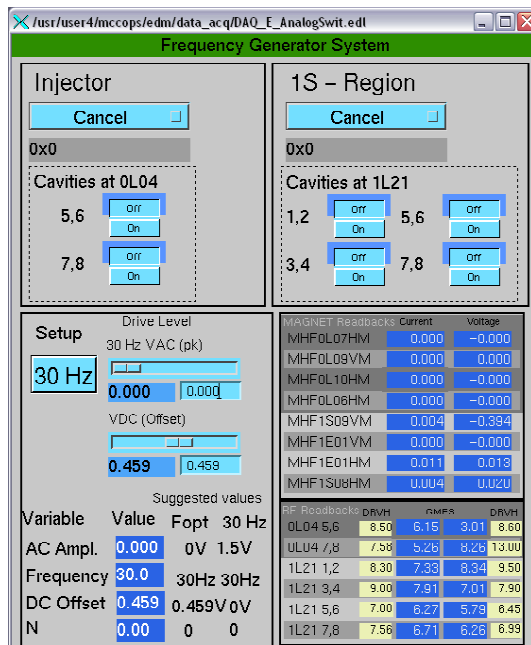 /usr/user4/mccops/edm/data_acq/DAQ_E_AnalogSwit.edl
Frequency Generator System
Injector
Cancel
0x0
Cavities at 0L04
5,6 Off
On
7,8 Off
On
1S – Region
Cancel
0x0
Cavities at 1L21
1,2 Off 5,6 Off
On On
3,4 Off 7,8 Off
On On
Setup
30 Hz
Drive Level
30 Hz VAC (pk)
0.000 0.000
VDC (Offset)
0.459 0.459
Suggested values
Variable Value Fopt 30 Hz
AC Ampl. 0.000 0V 1.5V
Frequency 30.0 30Hz 30Hz
DC Offset 0.459 0.459V 0V
N 0.00 0 0
MAGNET Readbacks Current Voltage
MHF0L07HM 0.000 -0.000
MHF0L09VM 0.000 0.000
MHF0L10HM 0.000 0.000
MHF0L06HM 0.000 0.000
MHF1S09VM 0.004 -0.394
MHF1E01VM 0.000 -0.000
MHF1E01HM 0.011 0.013
MHF1S08HM 0.004 0.020
RF Readbacks DRVH GMES DRVH
0L04 5,6 8.50 6.15 3.01 8.60
0L04 7,8 7.58 5.26 8.26 13.00
1L21 1,2 8.30 7.33 8.34 9.50
1L21 3,4 9.00 7.91 7.01 7.90
1L21 5,6 7.00 6.27 5.79 6.45
1L21 7,8 7.56 6.71 6.26 6.99